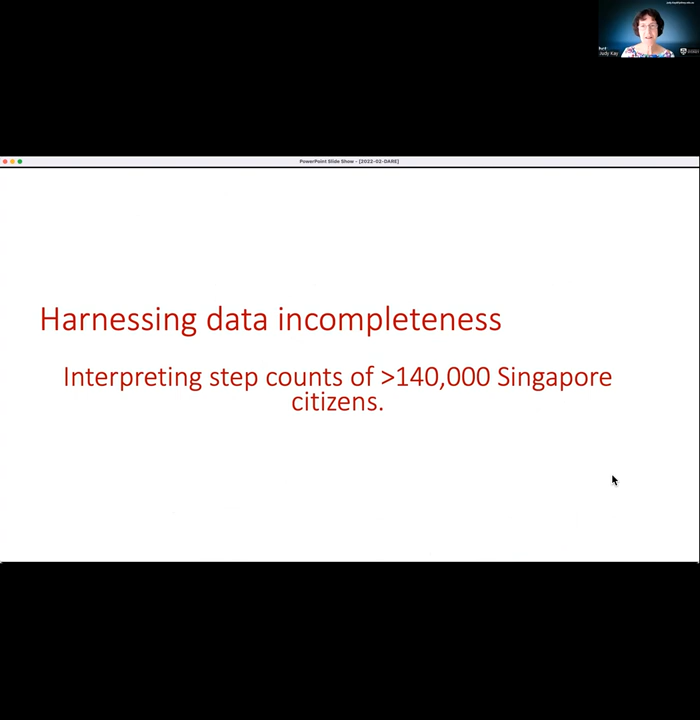 Judy Kay
PowerPoint Slide Show - [2022-02-DARE]
Harnessing data incompleteness
Interpreting step counts of >140,000 Singapore
citizens.